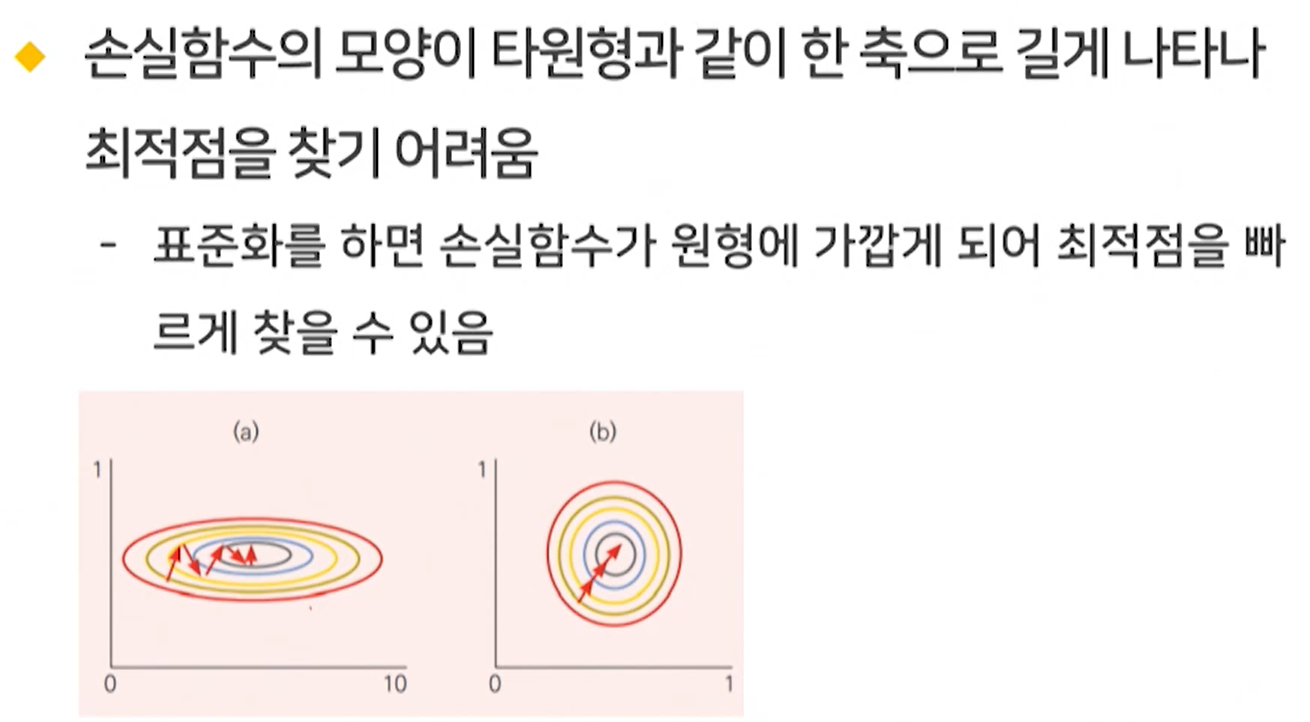 손실함수의 모양이 타원형과 같이 한 축으로 길게 나타나
최적점을 찾기 어려움
- 표준화를 하면 손실함수가 원형에 가깝게 되어 최적점을 빠
르게 찾을 수 있음
(a) (b)
1 1
0 10 0 1